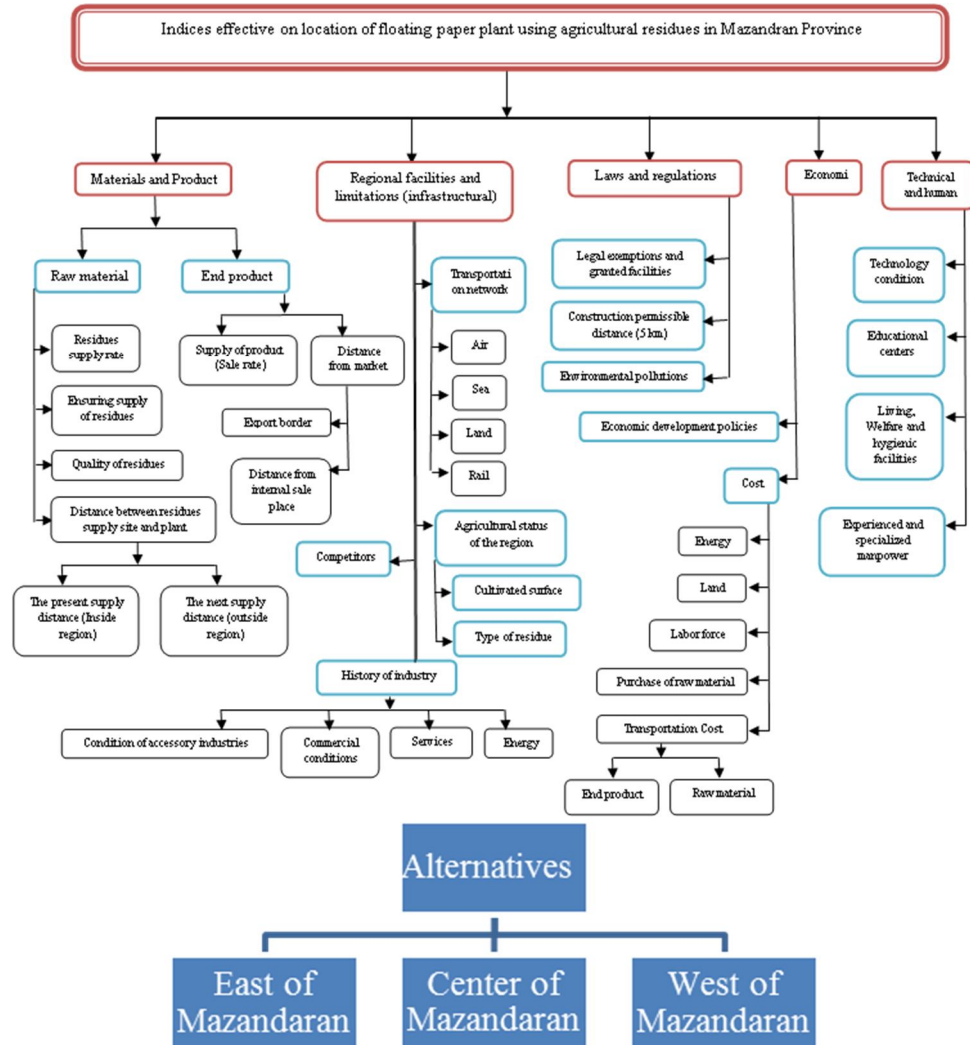 Indices effective on location of floating paper plant using agricultural residues in Mazandran Province
Materials and Product
Regional facilities and
limitations (infrastructural)
Laws and regulations
Economi
Technical
and human
Raw material
End product
Residues
supply rate
Ensuring supply
of residues
Quality of residues
Distance between residues
supply site and plant
The present supply
distance (Inside
region)
The next supply
distance (outside
region)
Supply of product
(Sale rate)
Distance
from market
Export border
Distance from
internal sale
place
Transportati
on network
Air
Sea
Land
Rail
Competitors
Agricultural status
of the region
Cultivated surface
Type of residue
History of industry
Condition of accessory industries
Commercial
conditions
Services
Energy
Legal exemptions and
granted facilities
Construction permissible
distance (5 km)
Environmental pollutions
Economic development policies
Cost
Energy
Land
Labor force
Purchase of raw material
Transportation Cost
End product
Raw material
Technology
condition
Educational
centers
Living,
Welfare and
hygienic
facilities
Experienced and
specialized
manpower
Alternatives
East of
Mazandaran
Center of
Mazandaran
West of
Mazandaran